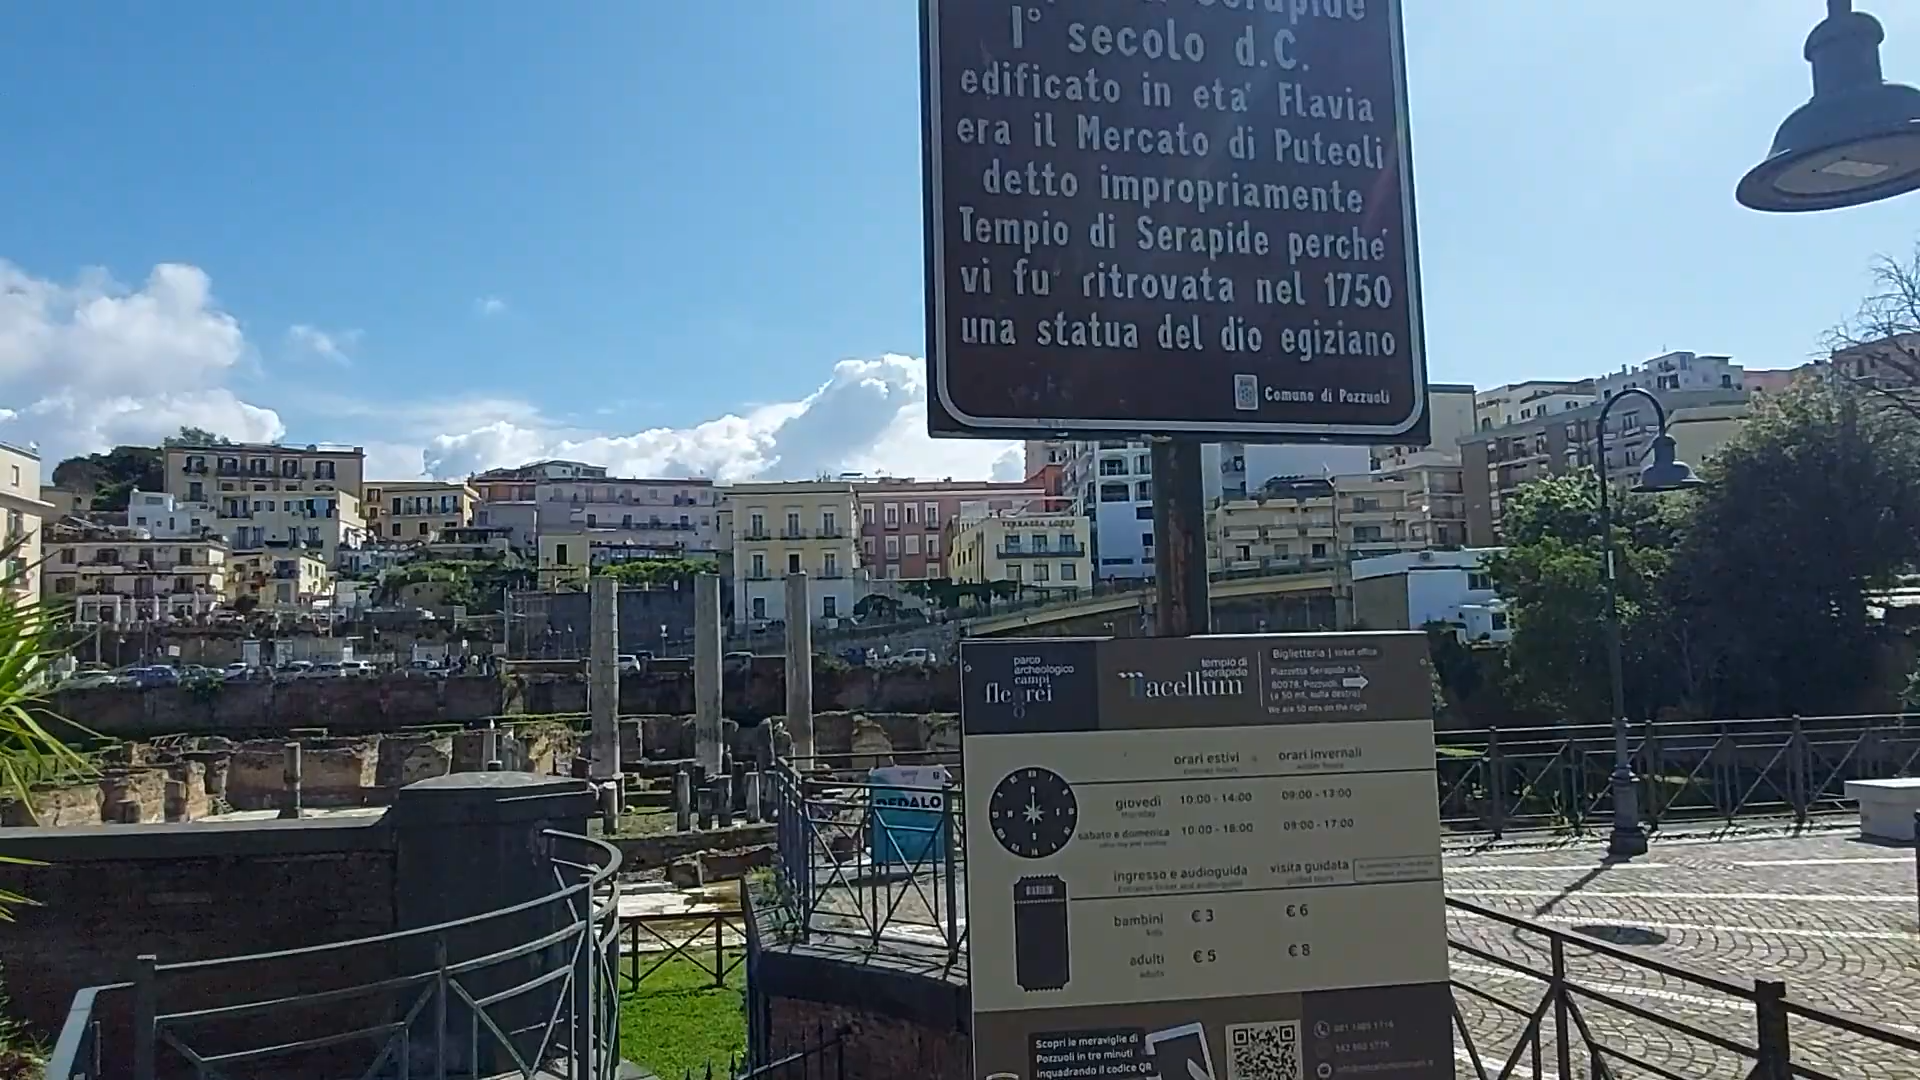 Serapide
I° secolo d.C.
edificato in eta' Flavia
era il Mercato di Puteoli
detto impropriamente
Tempio di Serapide perche'
vi fu' ritrovata nel 1750
una statua del dio egiziano
Comune di Pozzuoli
TERRAZZA
parco
archeologico
campi
flegrei
macellum
tempio di
serapide
Biglietteria | ticket office
Piazzetta Serapide n.2
80078, Pozzuoli
(a 50 mt. sulla destra)
We are 50 mts on the right
orari estivi orari invernali
giovedì 10:00 - 14:00 09:00 - 13:00
thursday
sabato e domenica 10:00 - 18:00 09:00 - 17:00
ingresso e audioguida visita guidata
bambini € 3 € 6
kids
adulti € 5 € 8
adults
Scopri le meraviglie di
Pozzuoli in tre minuti
inquadrando il codice QR